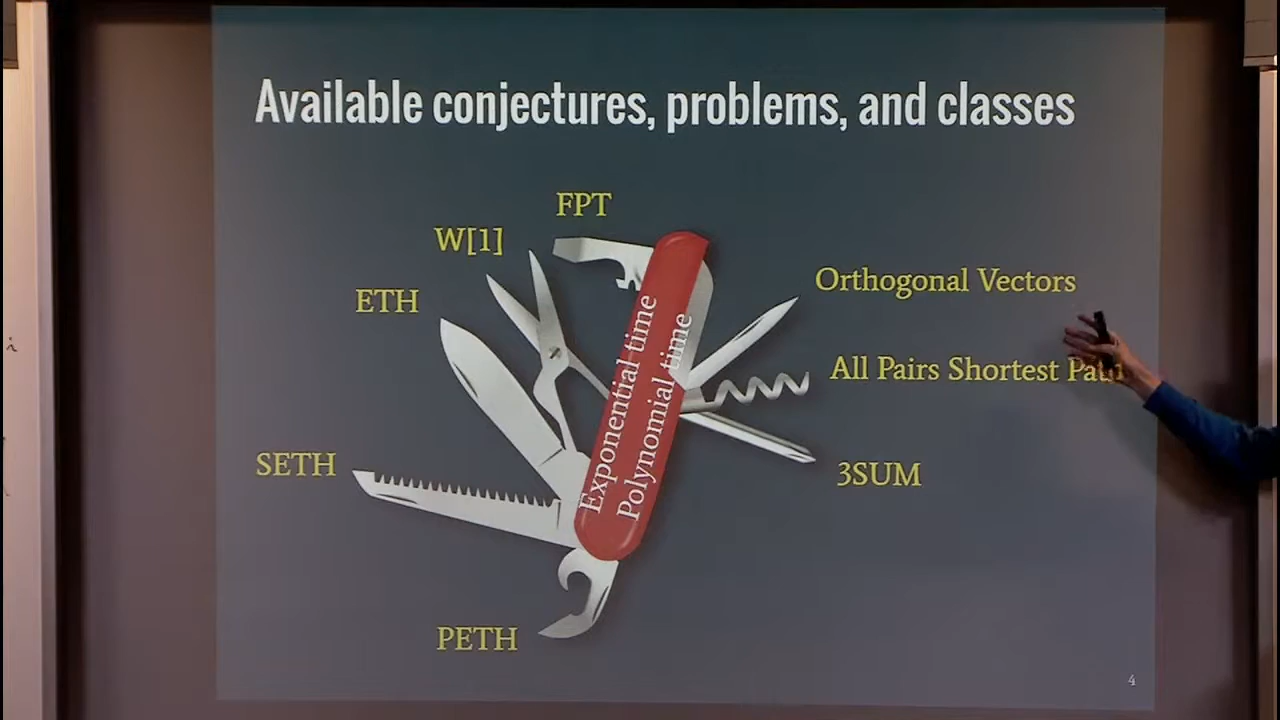 Available conjectures, problems, and classes
FPT
W[1]
ETH
SETH
PETH
Exponential time
Polynomial time
Orthogonal Vectors
All Pairs Shortest
3SUM
4